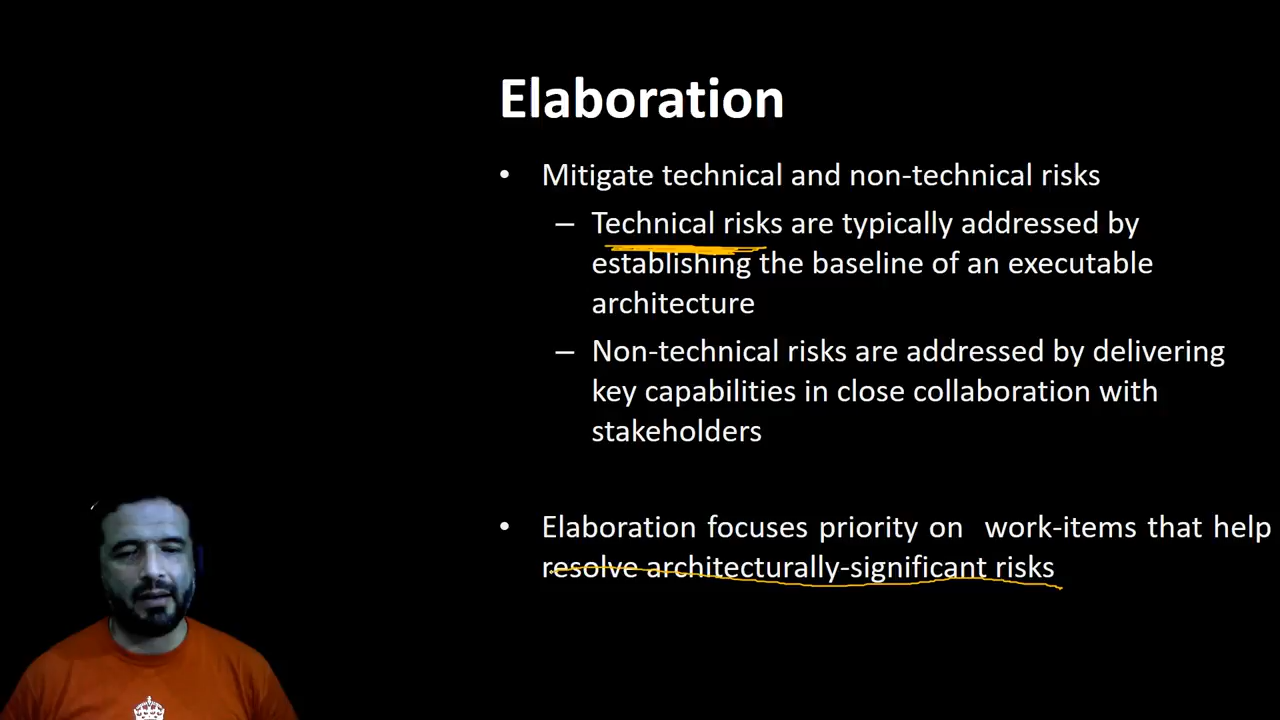 Elaboration
• Mitigate technical and non-technical risks
– Technical risks are typically addressed by
establishing the baseline of an executable
architecture
– Non-technical risks are addressed by delivering
key capabilities in close collaboration with
stakeholders
• Elaboration focuses priority on work-items that help
resolve architecturally-significant risks